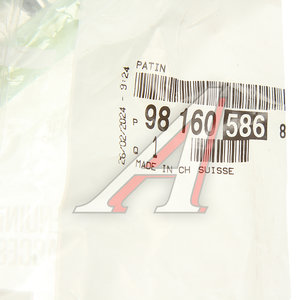 PATIN
26/02/2024 - 9:24
P 98 160 586 8
Q 1
MADE IN CH SUISSE